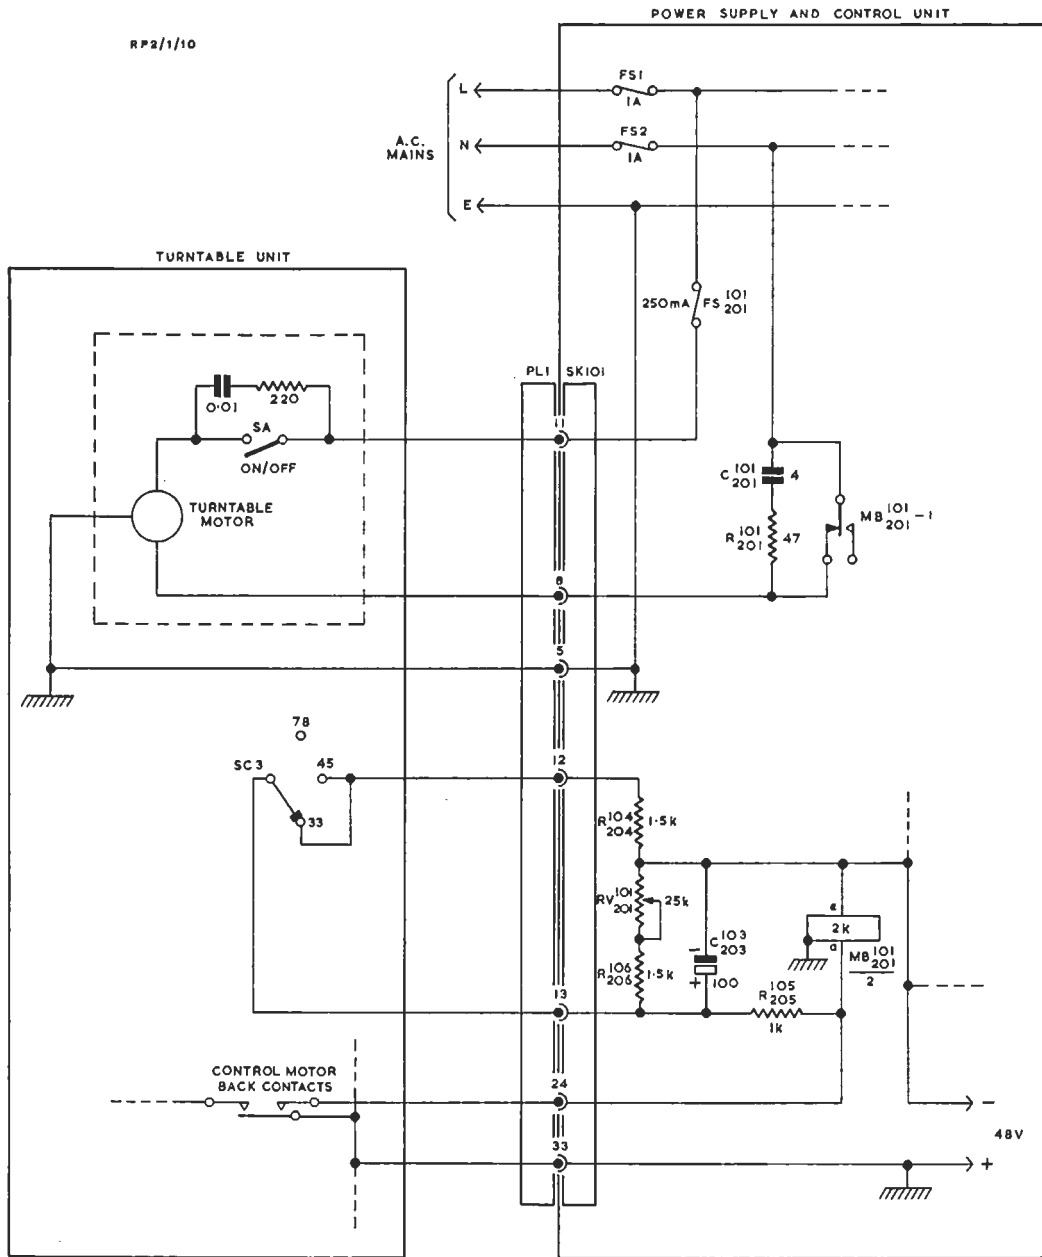 POWER SUPPLY AND CONTROL UNIT
RP2/1/10
FS1
1A
L
A.C.
MAINS
N
FS2
1A
E
TURNTABLE UNIT
250mA FS 101
201
PL1 SK101
0·01
220
SA
ON/OFF
11
TURNTABLE
MOTOR
C 101
201
4
R 101
201
47
MB 101
201 -1
5
78
SC3
45
33
12
R 104
204
1·5k
RV 101
201
25k
R 106
206
1·5k
- C 103
203
+ 100
e
2k
a
MB 101
201
2
13
R 105
205
1k
CONTROL MOTOR
BACK CONTACTS
24
-
48V
33
+